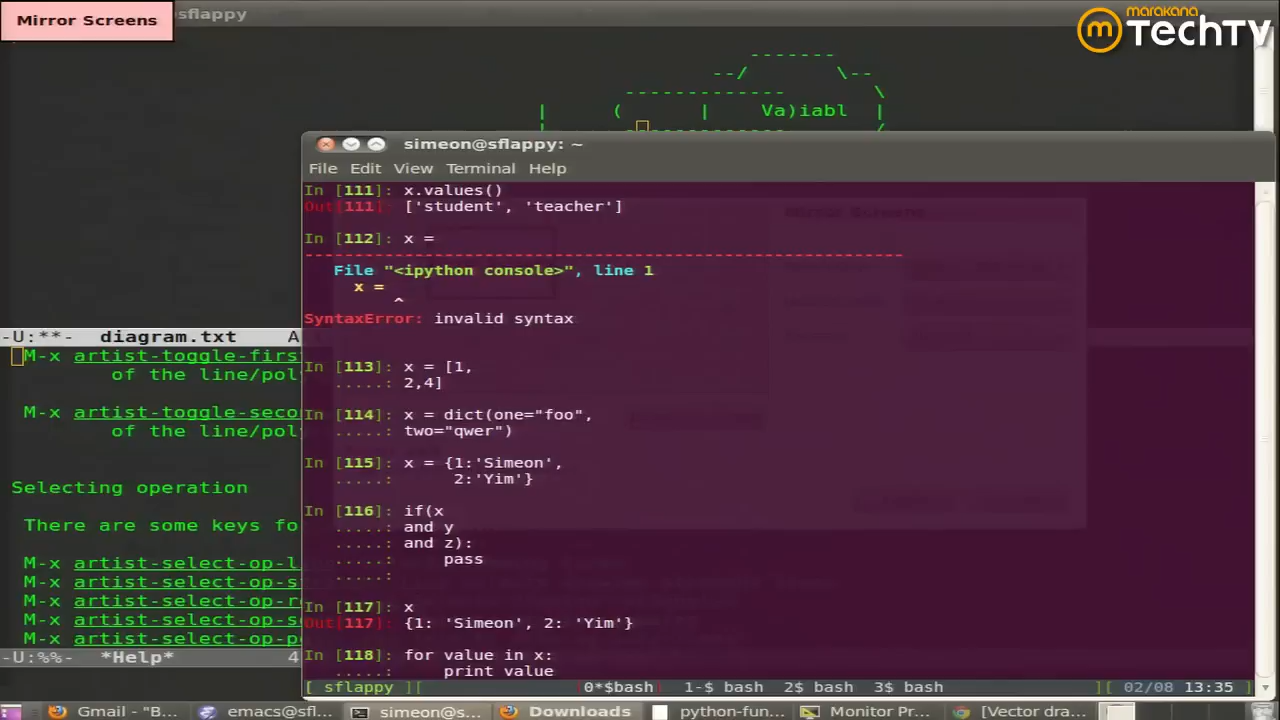 Mirror Screens
sflappy
marakana
TechTV
Va)iabl
simeon@sflappy: ~
File Edit View Terminal Help
In [111]: x.values()
Out[111]: ['student', 'teacher']
In [112]: x =
File "<ipython console>", line 1
x =
^
SyntaxError: invalid syntax
In [113]: x = [1,
.....: 2,4]
In [114]: x = dict(one="foo",
.....: two="qwer")
In [115]: x = {1:'Simeon',
.....: 2:'Yim'}
In [116]: if(x
.....: and y
.....: and z):
.....: pass
.....:
In [117]: x
Out[117]: {1: 'Simeon', 2: 'Yim'}
In [118]: for value in x:
.....: print value
[ sflappy ][ 0*$bash 1-$ bash 2$ bash 3$ bash ][ 02/08 13:35
-U:**- diagram.txt A
M-x artist-toggle-firs
of the line/pol
M-x artist-toggle-seco
of the line/pol
Selecting operation
There are some keys fo
M-x artist-select-op-l
M-x artist-select-op-s
M-x artist-select-op-r
M-x artist-select-op-s
M-x artist-select-op-p
-U:%%- *Help* 4
Gmail - "B... emacs@sfl... simeon@s... Downloads python-fun... Monitor Pr... [Vector dra...